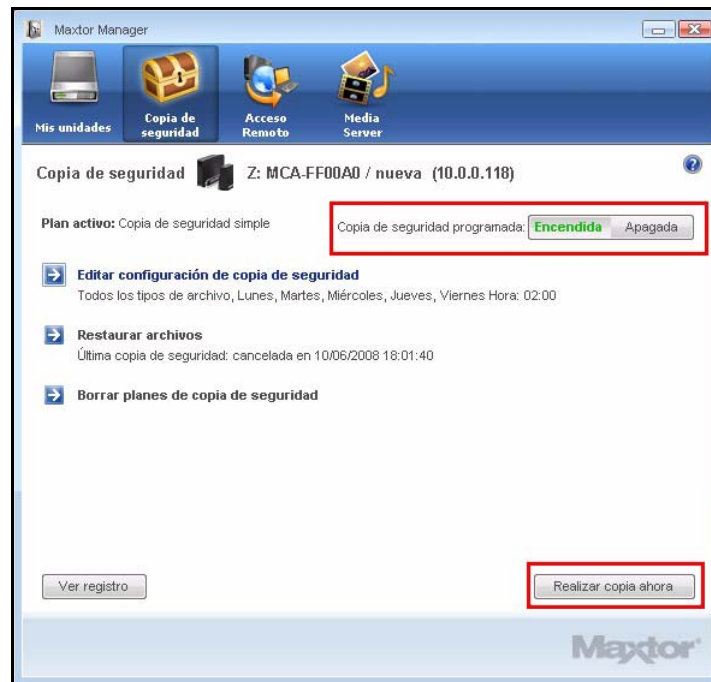 Maxtor Manager
Mis unidades
Copia de
seguridad
Acceso
Remoto
Media
Server
Copia de seguridad Z: MCA-FF00A0 / nueva (10.0.0.118)
?
Plan activo: Copia de seguridad simple
Copia de seguridad programada: Encendida Apagada
Editar configuración de copia de seguridad
Todos los tipos de archivo, Lunes, Martes, Miércoles, Jueves, Viernes Hora: 02:00
Restaurar archivos
Última copia de seguridad: cancelada en 10/06/2008 18:01:40
Borrar planes de copia de seguridad
Ver registro
Realizar copia ahora
Maxtor